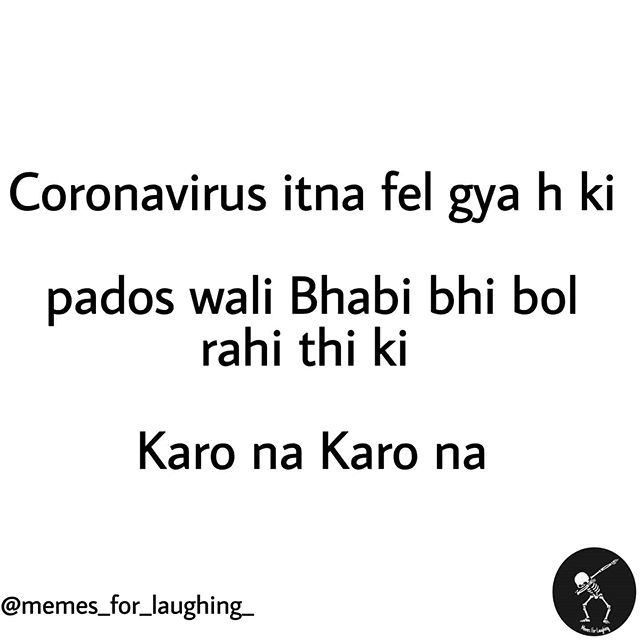 Coronavirus itna fel gya h ki
pados wali Bhabi bhi bol
rahi thi ki
Karo na Karo na
@memes_for_laughing_
Memes For Laughing